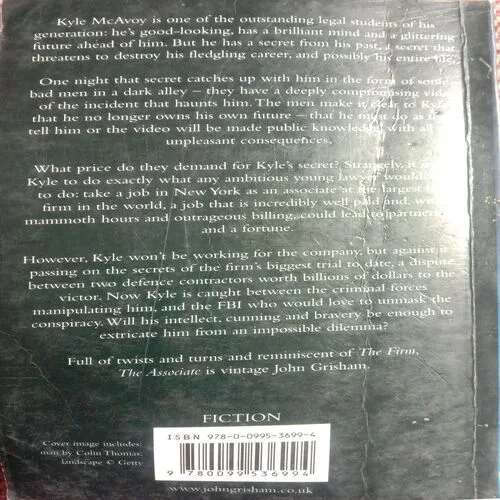 Kyle McAvoy is one of the outstanding legal students of his
generation: he's good-looking, has a brilliant mind and a glittering
future ahead of him. But he has a secret from his past, a secret that
threatens to destroy his fledgling career, and possibly his entire life.
One night that secret catches up with him in the form of some
bad men in a dark alley – they have a deeply compromising video
of the incident that haunts him. The men make it clear to Kyle
that he no longer owns his own future – that he must do as
tell him or the video will be made public knowledge with all
unpleasant consequences.
What price do they demand for Kyle's secret? Strangely, it
Kyle to do exactly what any ambitious young lawyer would
to do: take a job in New York as an associate at the largest
firm in the world, a job that is incredibly well paid and,
mammoth hours and outrageous billing, could lead to
and a fortune.
However, Kyle won't be working for the company, but against it
passing on the secrets of the firm's biggest trial to date, a dispute
between two defence contractors worth billions of dollars to the
victor. Now Kyle is caught between the criminal forces
manipulating him, and the FBI who would love to unmask the
conspiracy. Will his intellect, cunning and bravery be enough to
extricate him from an impossible dilemma?
Full of twists and turns and reminiscent of The Firm,
The Associate is vintage John Grisham.
FICTION
Cover image includes:
man by Colin Thomas;
landscape © Getty
ISBN 978-0-0995-3699-4
9 780099 536994
www.johngrisham.co.uk